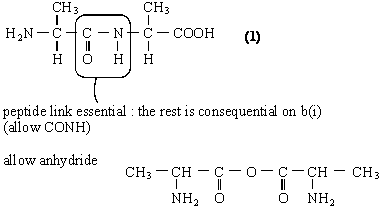 CH₃ CH₃
H₂N – C – C – N – C – COOH (1)
H O H H
peptide link essential : the rest is consequential on b(i)
(allow CONH)
allow anhydride
CH₃ – CH – C – O – C – CH – CH₃
NH₂ O O NH₂